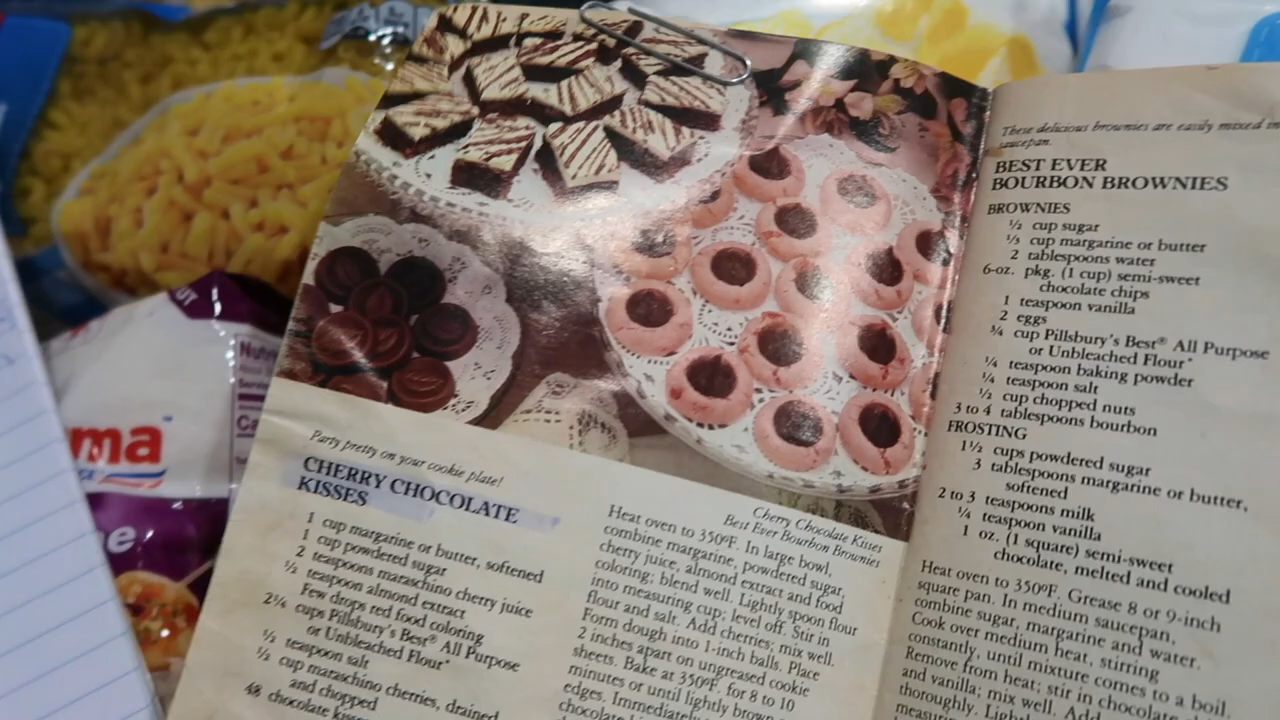 Party pretty on your cookie plate!
CHERRY CHOCOLATE
KISSES
1 cup margarine or butter, softened
1 cup powdered sugar
2 teaspoons maraschino cherry juice
½ teaspoon almond extract
Few drops red food coloring
2¼ cups Pillsbury's Best® All Purpose
or Unbleached Flour*
½ teaspoon salt
½ cup maraschino cherries, drained
and chopped
48 chocolate
Cherry Chocolate Kisses
Best Ever Bourbon Brownies
Heat oven to 350°F. In large bowl,
combine margarine, powdered sugar,
cherry juice, almond extract and food
coloring; blend well. Lightly spoon flour
into measuring cup; level off. Stir in
flour and salt. Add cherries; mix well.
Form dough into 1-inch balls. Place
2 inches apart on ungreased cookie
sheets. Bake at 350°F. for 8 to 10
minutes or until lightly brown
edges. Immediately
chocolate
These delicious brownies are easily mixed
saucepan.
BEST EVER
BOURBON BROWNIES
BROWNIES
½ cup sugar
⅓ cup margarine or butter
2 tablespoons water
6-oz. pkg. (1 cup) semi-sweet
chocolate chips
1 teaspoon vanilla
2 eggs
¾ cup Pillsbury's Best® All Purpose
or Unbleached Flour*
¼ teaspoon baking powder
¼ teaspoon salt
½ cup chopped nuts
3 to 4 tablespoons bourbon
FROSTING
1½ cups powdered sugar
3 tablespoons margarine or butter,
softened
2 to 3 teaspoons milk
¼ teaspoon vanilla
1 oz. (1 square) semi-sweet
chocolate, melted and cooled
Heat oven to 350°F. Grease 8 or 9-inch
square pan. In medium saucepan,
combine sugar, margarine and water.
Cook over medium heat, stirring
constantly, until mixture comes to a boil.
Remove from heat; stir in chocolate
and vanilla; mix well. Add
thoroughly.
ma
e